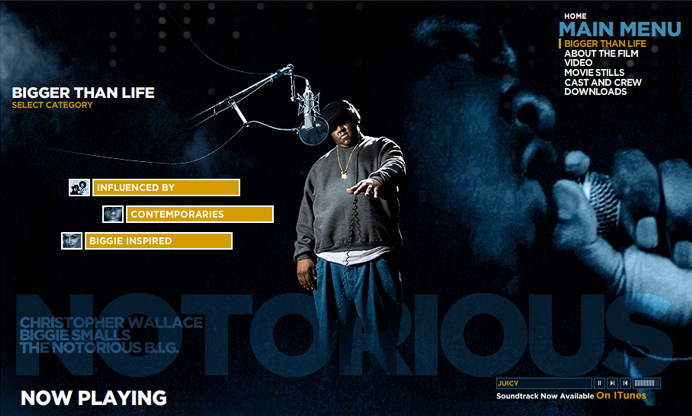 HOME
MAIN MENU
BIGGER THAN LIFE
ABOUT THE FILM
VIDEO
MOVIE STILLS
CAST AND CREW
DOWNLOADS
BIGGER THAN LIFE
SELECT CATEGORY
INFLUENCED BY
CONTEMPORARIES
BIGGIE INSPIRED
NOTORIOUS
CHRISTOPHER WALLACE
BIGGIE SMALLS
THE NOTORIOUS B.I.G.
NOW PLAYING
JUICY
Soundtrack Now Available On ITunes